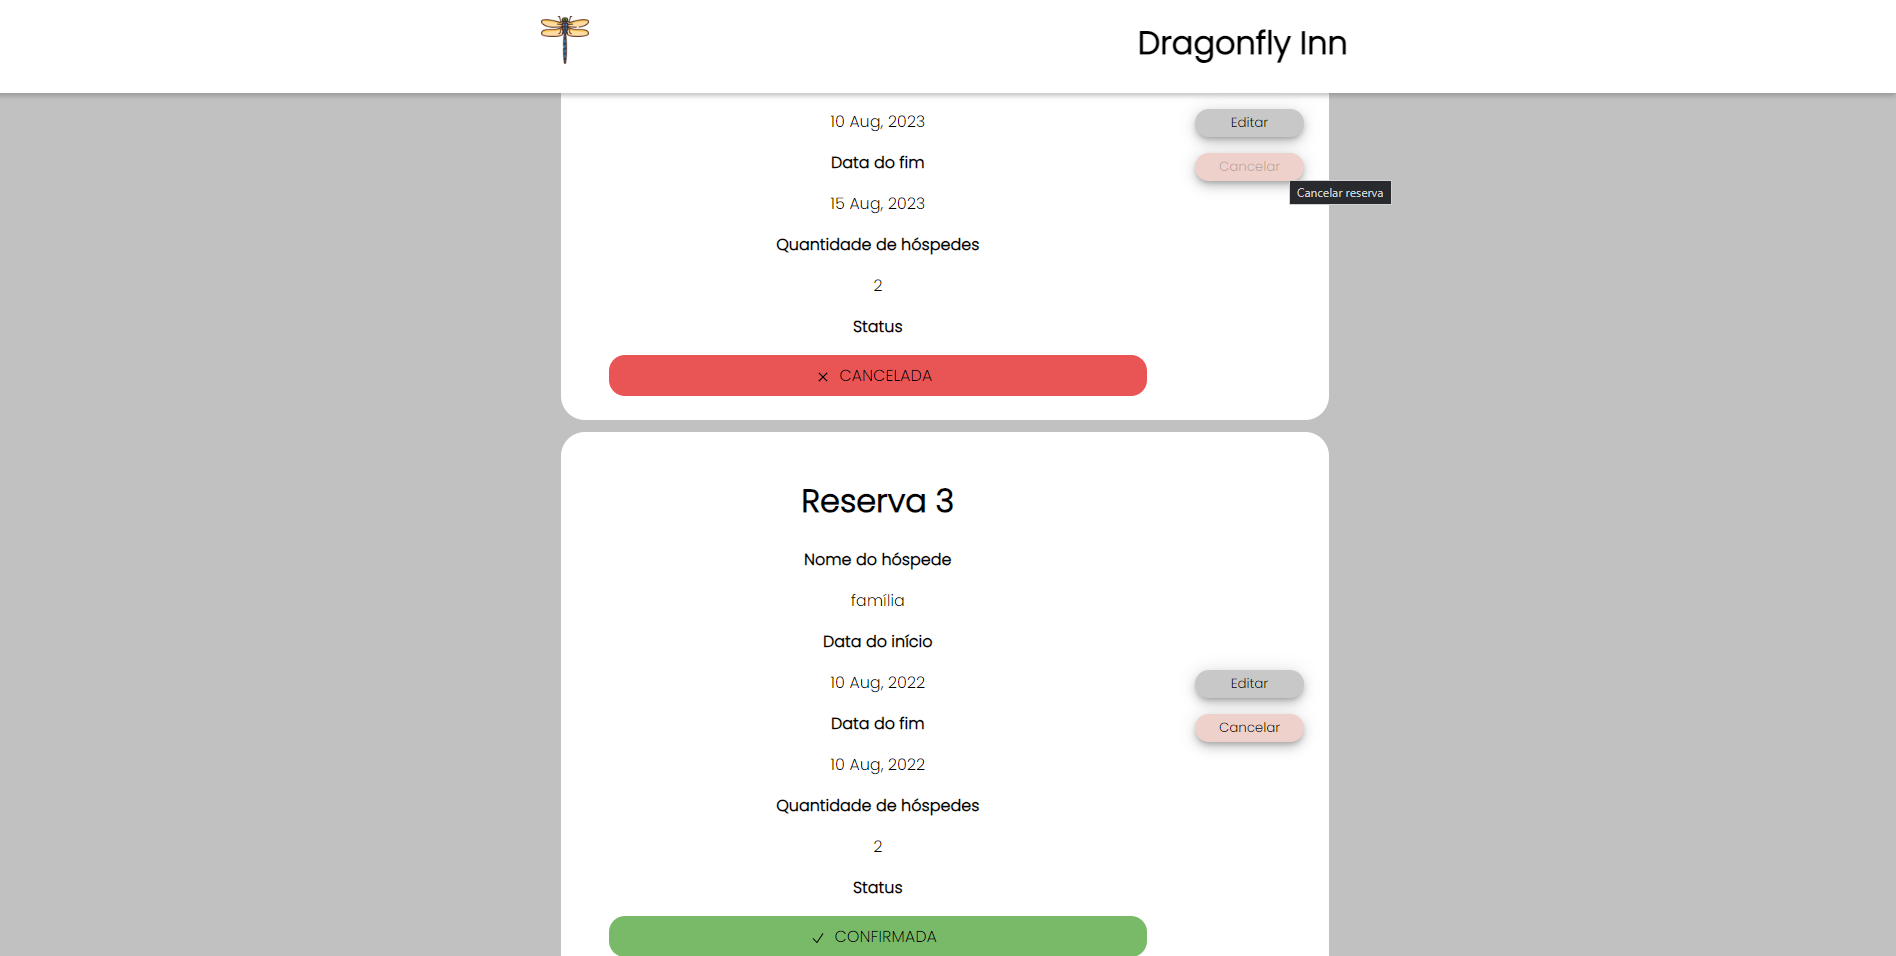 Dragonfly Inn
10 Aug, 2023
Editar
Data do fim
Cancelar
Cancelar reserva
15 Aug, 2023
Quantidade de hóspedes
2
Status
CANCELADA
Reserva 3
Nome do hóspede
família
Data do início
10 Aug, 2022
Editar
Data do fim
Cancelar
10 Aug, 2022
Quantidade de hóspedes
2
Status
CONFIRMADA